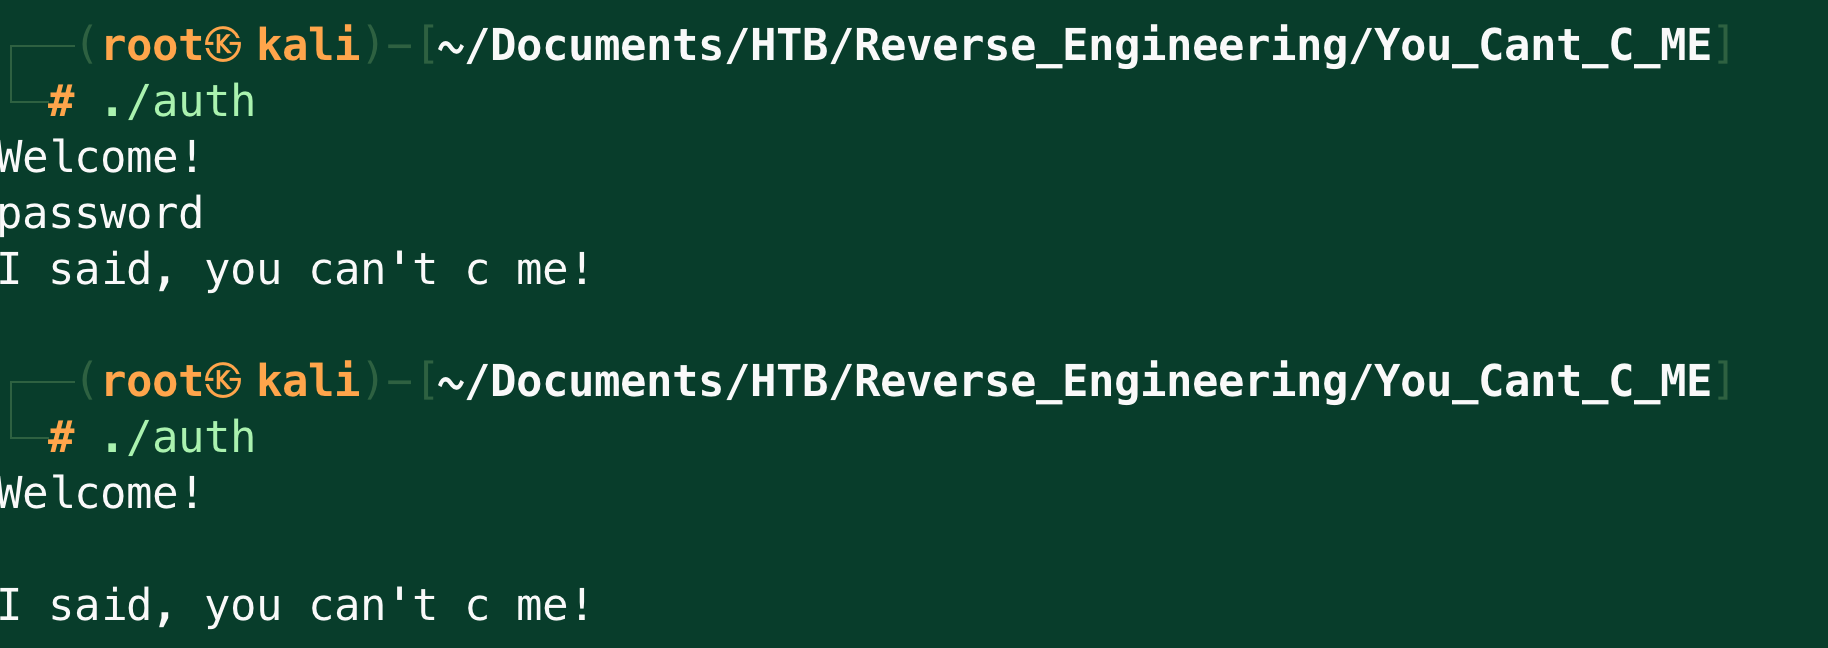 ┌──(root㉿kali)-[~/Documents/HTB/Reverse_Engineering/You_Cant_C_ME]
└─# ./auth
Welcome!
password
I said, you can't c me!
┌──(root㉿kali)-[~/Documents/HTB/Reverse_Engineering/You_Cant_C_ME]
└─# ./auth
Welcome!
I said, you can't c me!